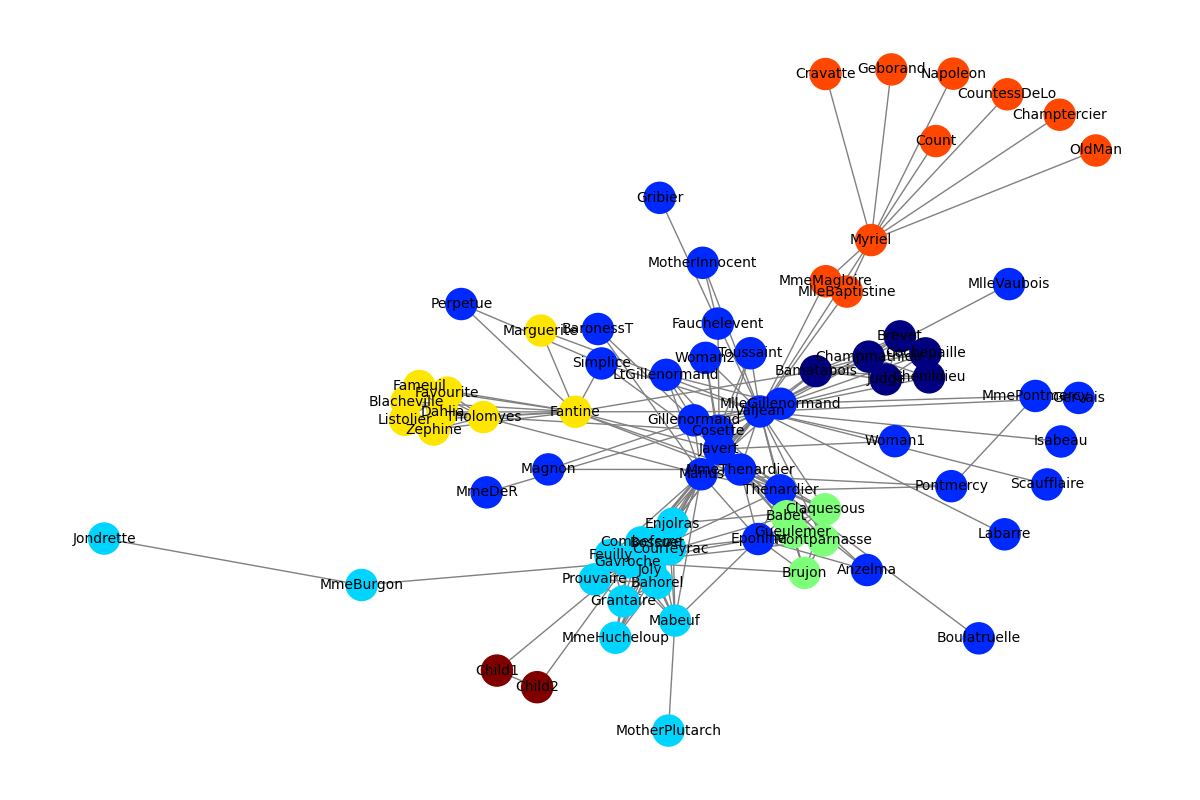 Cravatte
Geborand
Napoleon
CountessDeLo
Champtercier
Count
OldMan
Gribier
Myriel
MotherInnocent
MmeMagloire
MlleBaptistine
MlleVaubois
Perpetue
Marguerite
BaronessT
Fauchelevent
Brevet
Simplice
Woman2
Toussaint
Champmathieu
Cochepaille
LtGillenormand
Bamatabois
Judge
Chenildieu
Fameuil
Favourite
Blacheville
Dahlia
Listolier
Zephine
Tholomyes
Fantine
MlleGillenormand
Valjean
MmePontmercy
Gervais
Gillenormand
Cosette
Javert
Woman1
Isabeau
Magnon
Marius
MmeThenardier
MmeDeR
Thenardier
Pontmercy
Scaufflaire
Claquesous
Babet
Enjolras
Gueulemer
Labarre
Jondrette
Combeferre
Bossuet
Eponine
Montparnasse
Courfeyrac
Feuilly
Gavroche
Joly
Brujon
Anzelma
MmeBurgon
Prouvaire
Bahorel
Grantaire
Mabeuf
MmeHucheloup
Boulatruelle
Child1
Child2
MotherPlutarch